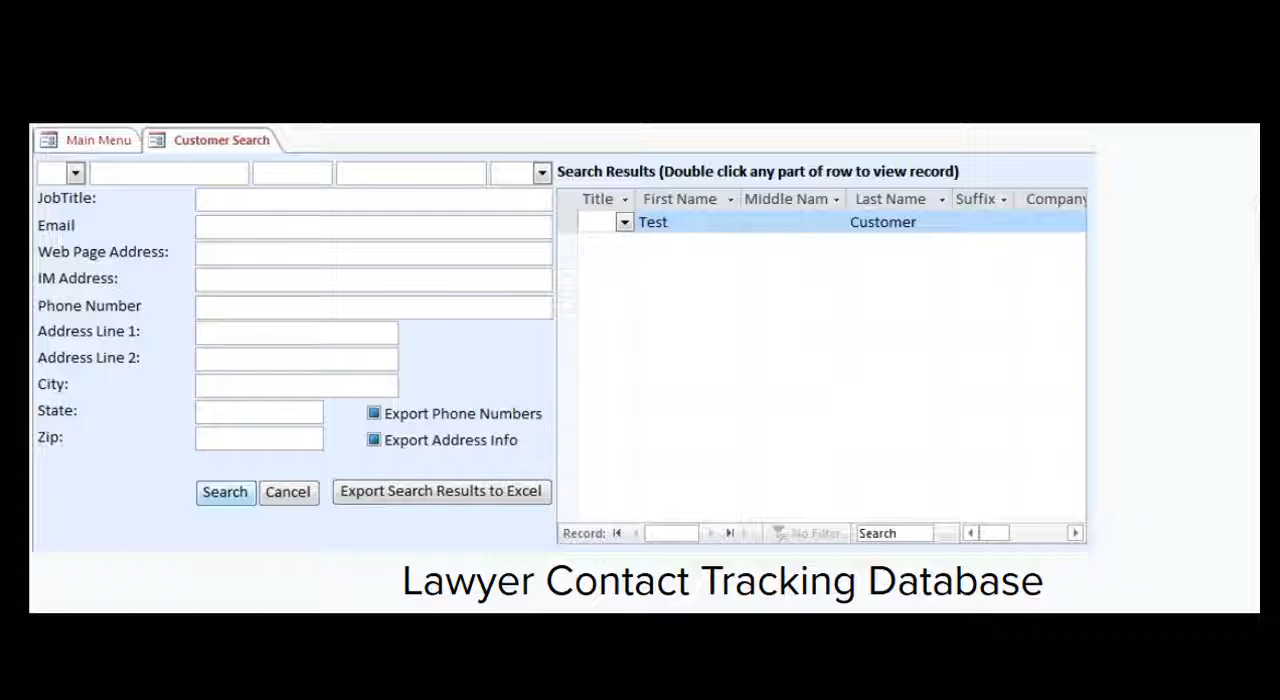 Main Menu Customer Search
Search Results (Double click any part of row to view record)
JobTitle:
Email
Web Page Address:
IM Address:
Phone Number
Address Line 1:
Address Line 2:
City:
State:
Zip:
Export Phone Numbers
Export Address Info
Search Cancel Export Search Results to Excel
Title First Name Middle Nam Last Name Suffix Company
Test Customer
Record: No Filter Search
Lawyer Contact Tracking Database